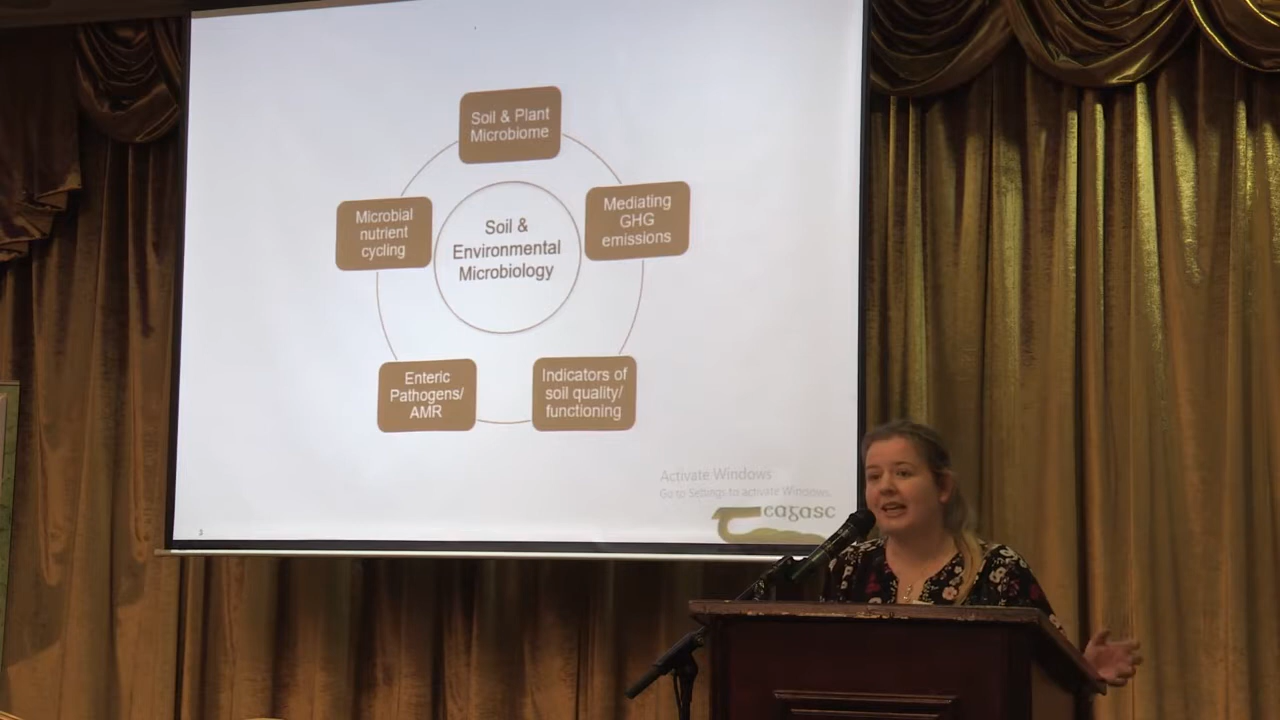 Soil & Plant
Microbiome
Mediating
GHG
emissions
Indicators of
soil quality/
functioning
Enteric
Pathogens/
AMR
Microbial
nutrient
cycling
Soil &
Environmental
Microbiology
Activate Windows
Go to Settings to activate Windows.
Teagasc
3